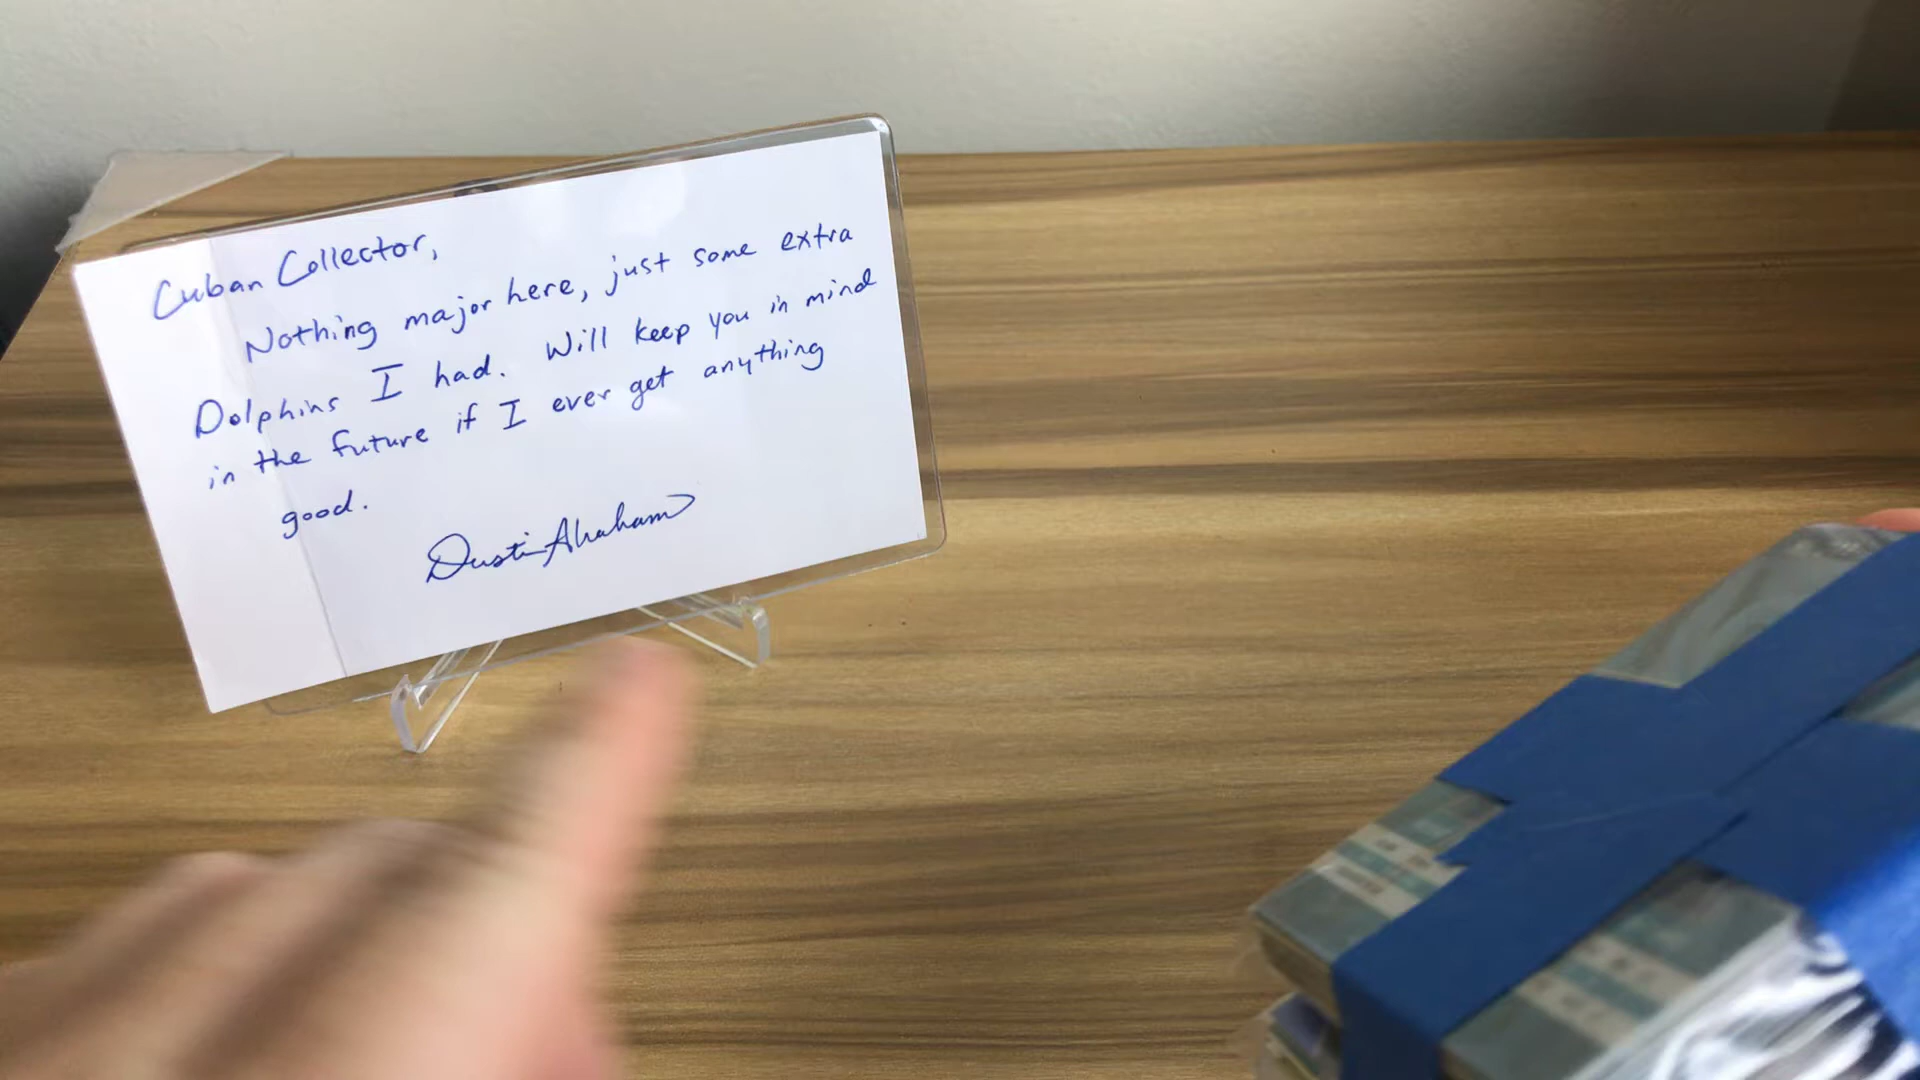 Cuban Collector,
Nothing major here, just some extra
Dolphins I had. Will keep you in mind
in the future if I ever get anything
good.
Dustin Abraham